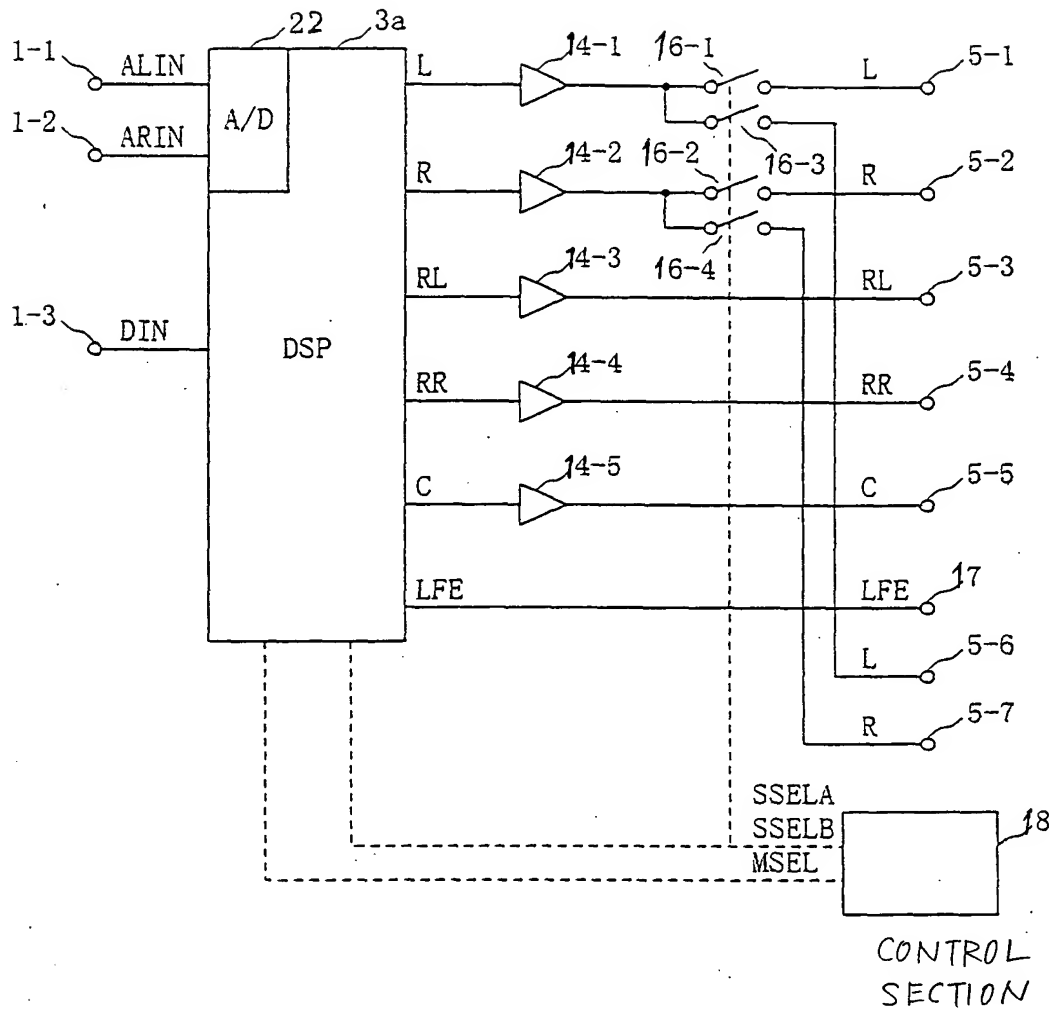 22
3a
1-1
ALIN
A/D
1-2
ARIN
1-3
DIN
DSP
L
14-1
16-1
L
5-1
16-3
R
14-2
16-2
R
5-2
16-4
RL
14-3
RL
5-3
RR
14-4
RR
5-4
C
14-5
C
5-5
LFE
LFE
17
L
5-6
R
5-7
SSELA
SSELB
MSEL
18
CONTROL
SECTION